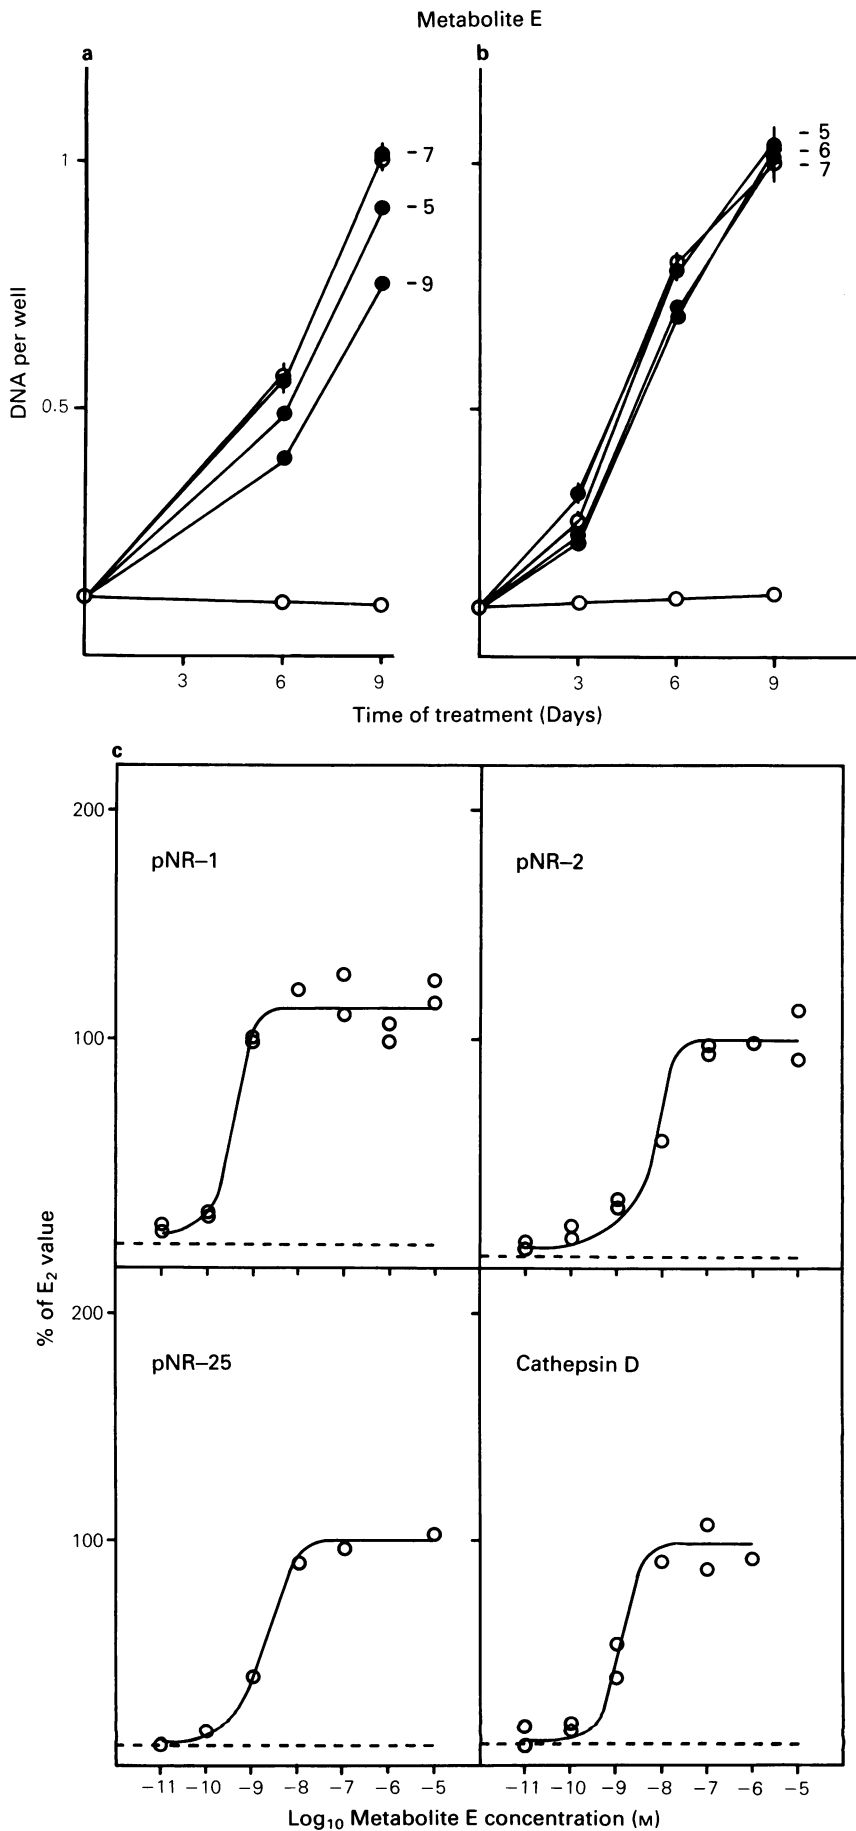 Metabolite E
a
b
1
0.5
DNA per well
-7
-5
-9
-5
-6
-7
3 6 9
3 6 9
Time of treatment (Days)
c
200
100
pNR–1
pNR–2
% of E₂ value
200
100
pNR–25
Cathepsin D
−11 −10 −9 −8 −7 −6 −5
−11 −10 −9 −8 −7 −6 −5
Log₁₀ Metabolite E concentration (M)